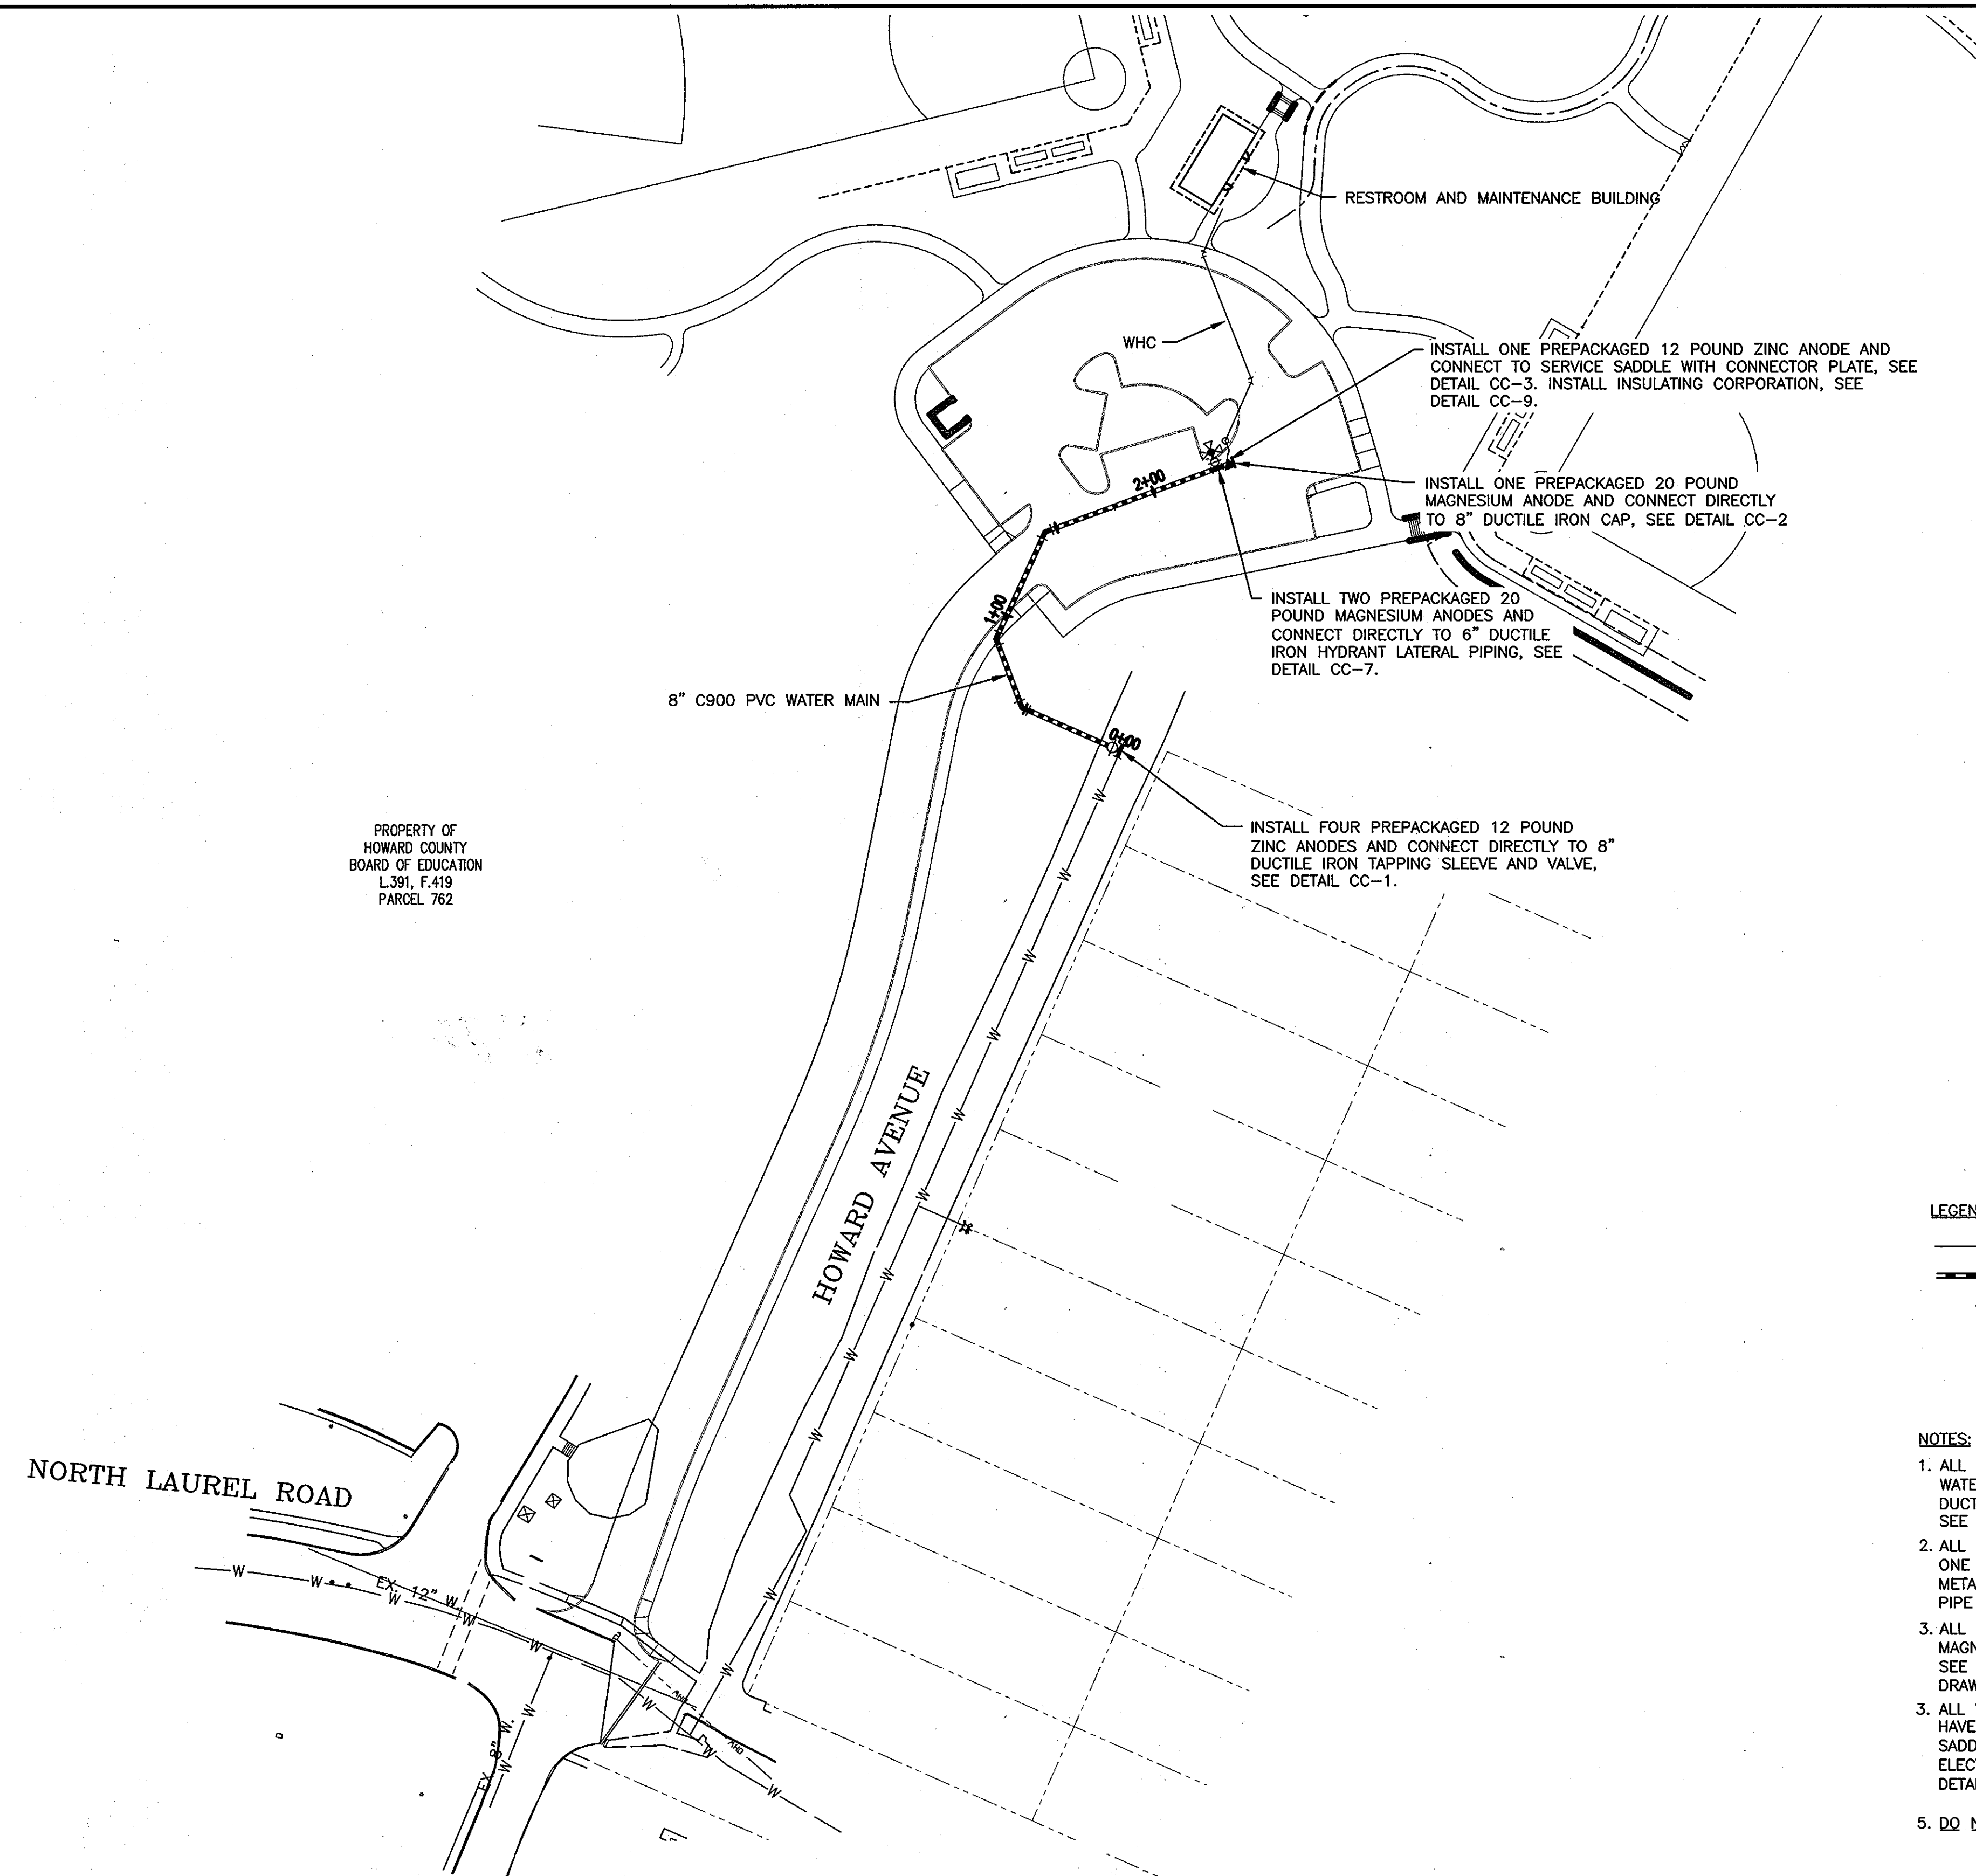 RESTROOM AND MAINTENANCE BUILDING
WHC
INSTALL ONE PREPACKAGED 12 POUND ZINC ANODE AND
CONNECT TO SERVICE SADDLE WITH CONNECTOR PLATE, SEE
DETAIL CC-3. INSTALL INSULATING CORPORATION, SEE
DETAIL CC-9.
2+00
INSTALL ONE PREPACKAGED 20 POUND
MAGNESIUM ANODE AND CONNECT DIRECTLY
TO 8" DUCTILE IRON CAP, SEE DETAIL CC-2
1+00
INSTALL TWO PREPACKAGED 20
POUND MAGNESIUM ANODES AND
CONNECT DIRECTLY TO 6" DUCTILE
IRON HYDRANT LATERAL PIPING, SEE
DETAIL CC-7.
8" C900 PVC WATER MAIN
0+00
INSTALL FOUR PREPACKAGED 12 POUND
ZINC ANODES AND CONNECT DIRECTLY TO 8"
DUCTILE IRON TAPPING SLEEVE AND VALVE,
SEE DETAIL CC-1.
PROPERTY OF
HOWARD COUNTY
BOARD OF EDUCATION
L.391, F.419
PARCEL 762
W
W
W
W
W
W
W
W
W
W
W
HOWARD AVENUE
LEGEN
NORTH LAUREL ROAD
W
W
EX. 12" W.
W
W
W
W
W
W
W
EX. 8" W.
W
W
NOTES:
1. ALL
WATE
DUCT
SEE
2. ALL
ONE
META
PIPE
3. ALL
MAGN
SEE
DRAW
3. ALL
HAVE
SADD
ELEC
DETAI
5. DO N